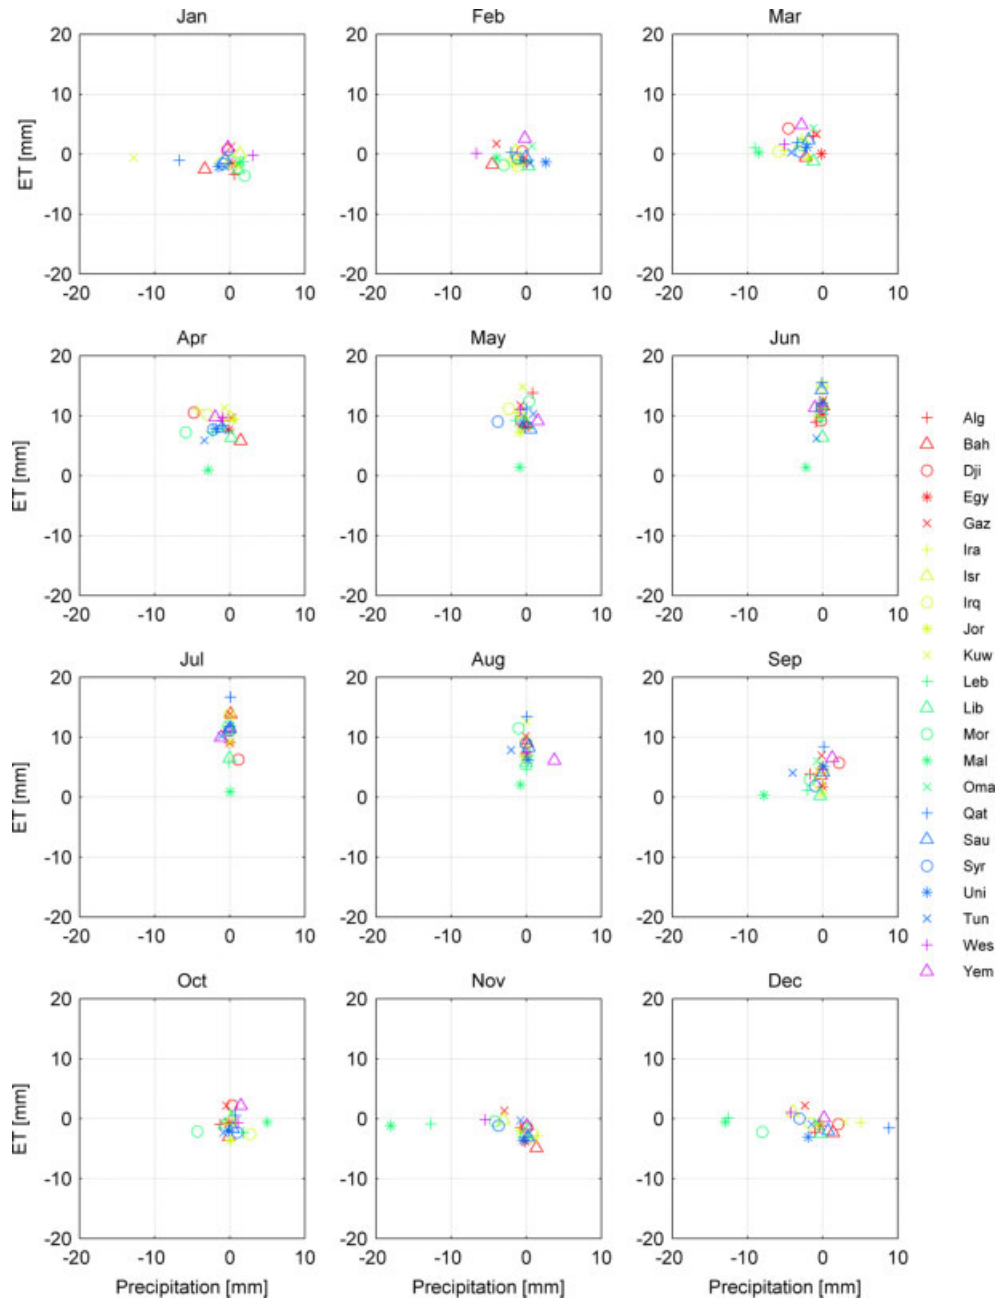 Jan Feb Mar
20 20 20
10 10 10
0 0 0
-10 -10 -10
-20 -20 -20
-20 -10 0 10 -20 -10 0 10 -20 -10 0 10
ET [mm]
Apr May Jun
20 20 20
10 10 10
0 0 0
-10 -10 -10
-20 -20 -20
-20 -10 0 10 -20 -10 0 10 -20 -10 0 10
ET [mm]
Jul Aug Sep
20 20 20
10 10 10
0 0 0
-10 -10 -10
-20 -20 -20
-20 -10 0 10 -20 -10 0 10 -20 -10 0 10
ET [mm]
Oct Nov Dec
20 20 20
10 10 10
0 0 0
-10 -10 -10
-20 -20 -20
-20 -10 0 10 -20 -10 0 10 -20 -10 0 10
ET [mm]
Precipitation [mm] Precipitation [mm] Precipitation [mm]
Alg
Bah
Dji
Egy
Gaz
Ira
Isr
Irq
Jor
Kuw
Leb
Lib
Mor
Mal
Oma
Qat
Sau
Syr
Uni
Tun
Wes
Yem